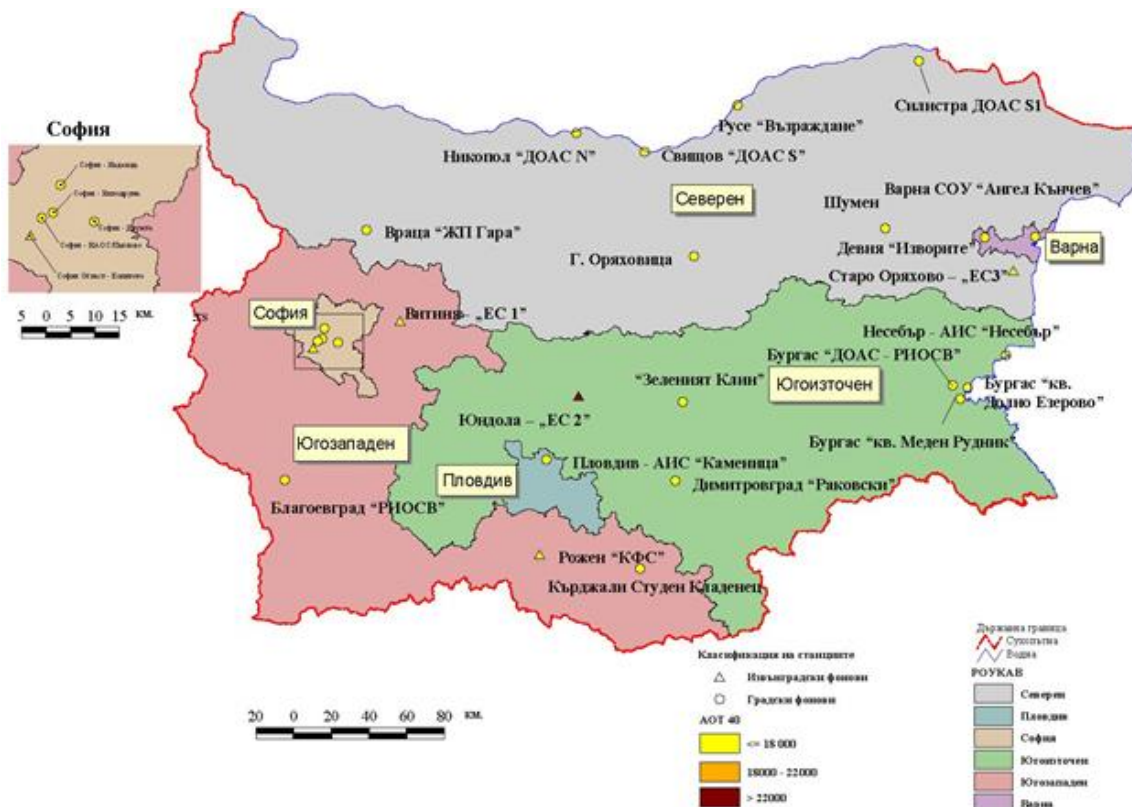 София
София - Надежда
София - Хиподрума
София - Дружба
София - ИАОС/Павлово
София Област - Копитото
5 0 5 10 15 км.
Силистра ДОАС S1
Русе “Възраждане”
Никопол “ДОАС N”
Свищов “ДОАС S”
Северен
Варна СОУ “Ангел Кънчев”
Шумен
Враца “ЖП Гара”
Девня “Изворите”
Варна
Г. Оряховица
Старо Оряхово – „ЕС3”
София
Витиня – „ЕС 1”
Несебър - АИС “Несебър”
Бургас “ДОАС - РИОСВ”
“Зеленият Клин”
Югоизточен
Бургас “кв.
Долно Езерово”
Юндола – „ЕС 2”
Бургас “кв. Меден Рудник”
Югозападен
Пловдив - АИС “Каменица”
Пловдив
Димитровград “Раковски”
Благоевград “РИОСВ”
Рожен “КФС”
Кърджали Студен Кладенец
20 0 20 40 60 80 км.
Класификация на станциите
Извънградски фонови
Градски фонови
АОТ 40
<= 18 000
18000 - 22000
> 22000
Държавна граница
Сухопътна
Водна
РОУКАВ
Северен
Пловдив
София
Югоизточен
Югозападен
Варна